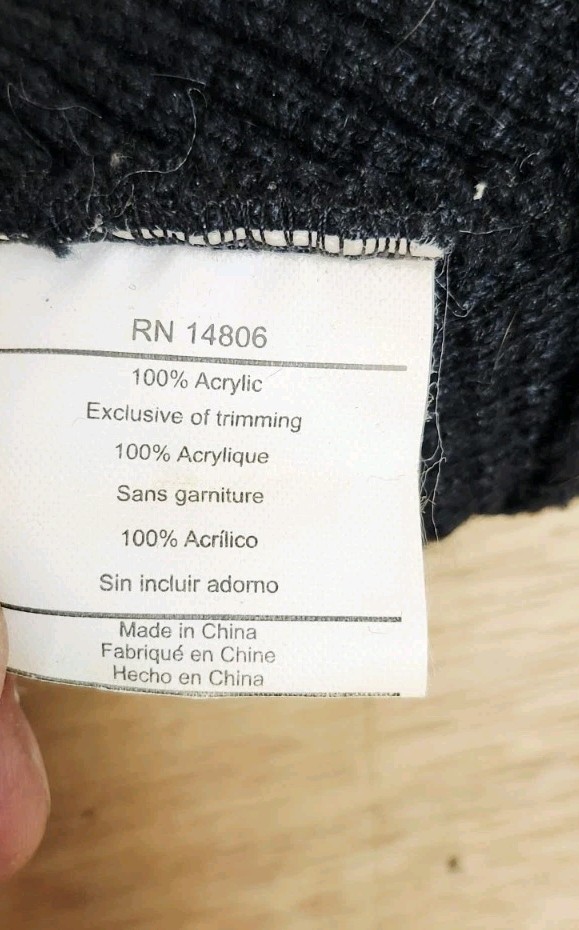 RN 14806
100% Acrylic
Exclusive of trimming
100% Acrylique
Sans garniture
100% Acrílico
Sin incluir adorno
Made in China
Fabriqué en Chine
Hecho en China